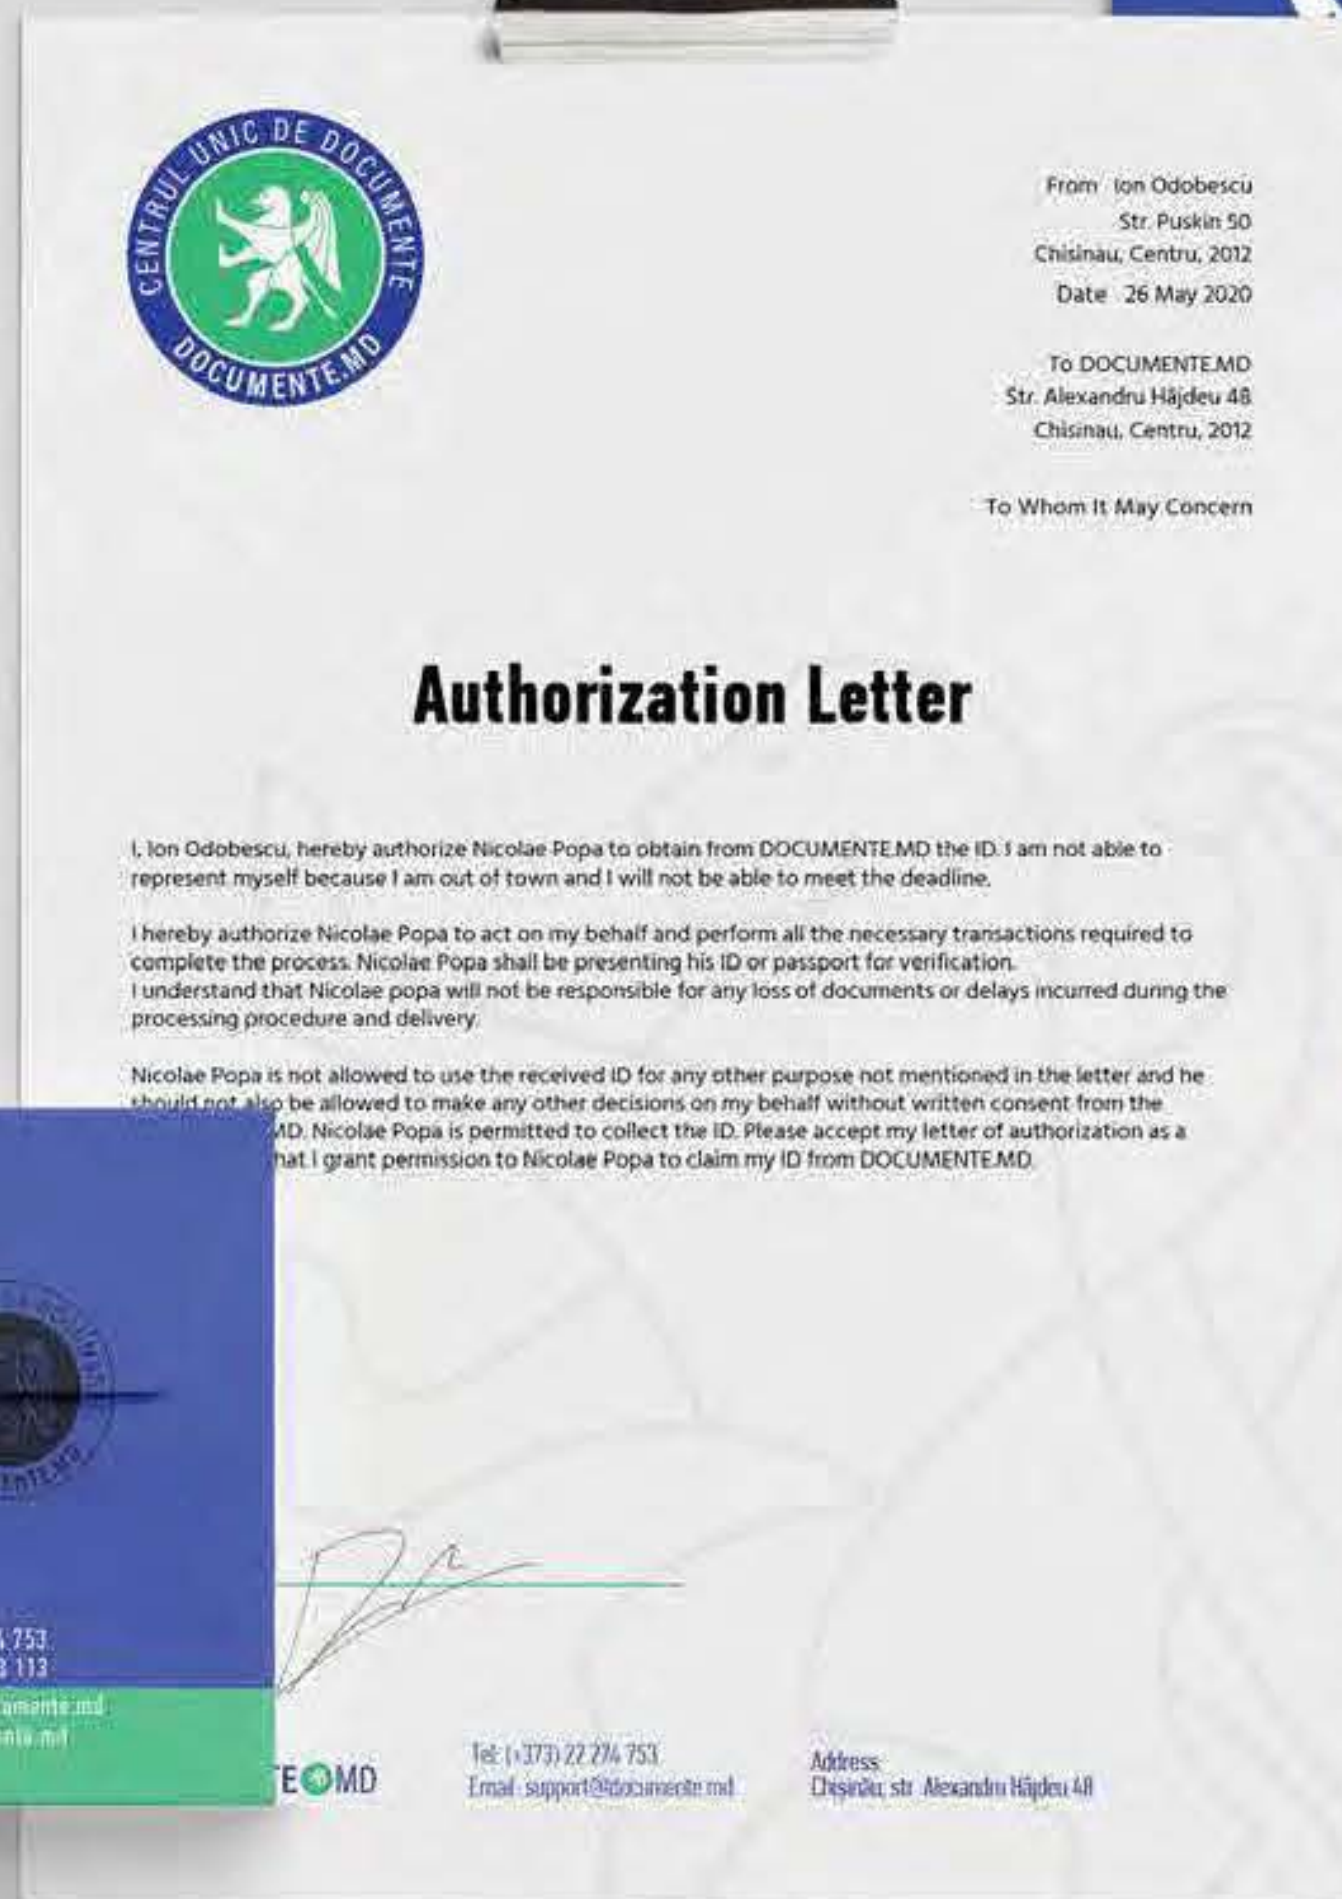 CENTRUL UNIC DE DOCUMENTE
DOCUMENTE.MD
From Ion Odobescu
Str. Puskin 50
Chisinau, Centru, 2012
Date 26 May 2020
To DOCUMENTE.MD
Str. Alexandru Hâjdeu 48
Chisinau, Centru, 2012
To Whom It May Concern
Authorization Letter
I, Ion Odobescu, hereby authorize Nicolae Popa to obtain from DOCUMENTE.MD the ID. I am not able to
represent myself because I am out of town and I will not be able to meet the deadline.
I hereby authorize Nicolae Popa to act on my behalf and perform all the necessary transactions required to
complete the process. Nicolae Popa shall be presenting his ID or passport for verification.
I understand that Nicolae popa will not be responsible for any loss of documents or delays incurred during the
processing procedure and delivery.
Nicolae Popa is not allowed to use the received ID for any other purpose not mentioned in the letter and he
should not also be allowed to make any other decisions on my behalf without written consent from the
MD. Nicolae Popa is permitted to collect the ID. Please accept my letter of authorization as a
hat I grant permission to Nicolae Popa to claim my ID from DOCUMENTE.MD.
753
113
amente.md
E MD
Tel: (+373) 22 274 753
Email: support@documente.md
Address:
Chișinău, str. Alexandru Hâjdeu 48